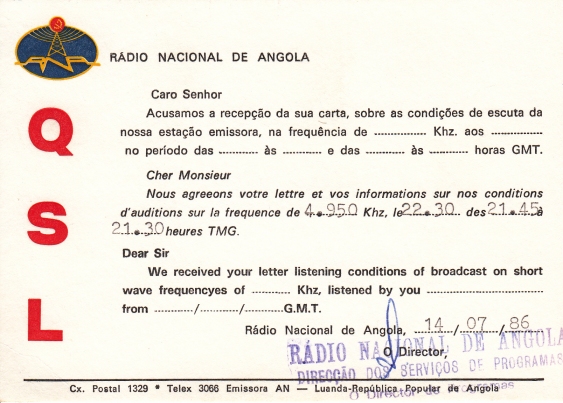 RÁDIO NACIONAL DE ANGOLA
QSL
Caro Senhor
Acusamos a recepção da sua carta, sobre as condições de escuta da
nossa estação emissora, na frequência de .............. Khz. aos ..............
no período das ........... às ........... e das ........... às ........... horas GMT.
Cher Monsieur
Nous agreeons votre lettre et vos informations sur nos conditions
d'auditions sur la frequence de 4.950 Khz, le 22.30 des 21.45 à
21.30 heures TMG.
Dear Sir
We received your letter listening conditions of broadcast on short
wave frequencyes of .......... Khz, listened by you ..............................
from ........../........../..........G.M.T.
Rádio Nacional de Angola, 14 / 07 / 86
O Director,
RÁDIO NACIONAL DE ANGOLA
DIRECÇÃO DOS SERVIÇOS DE PROGRAMAS
O Director de Programas
Cx. Postal 1329 * Telex 3066 Emissora AN — Luanda-República Popular de Angola